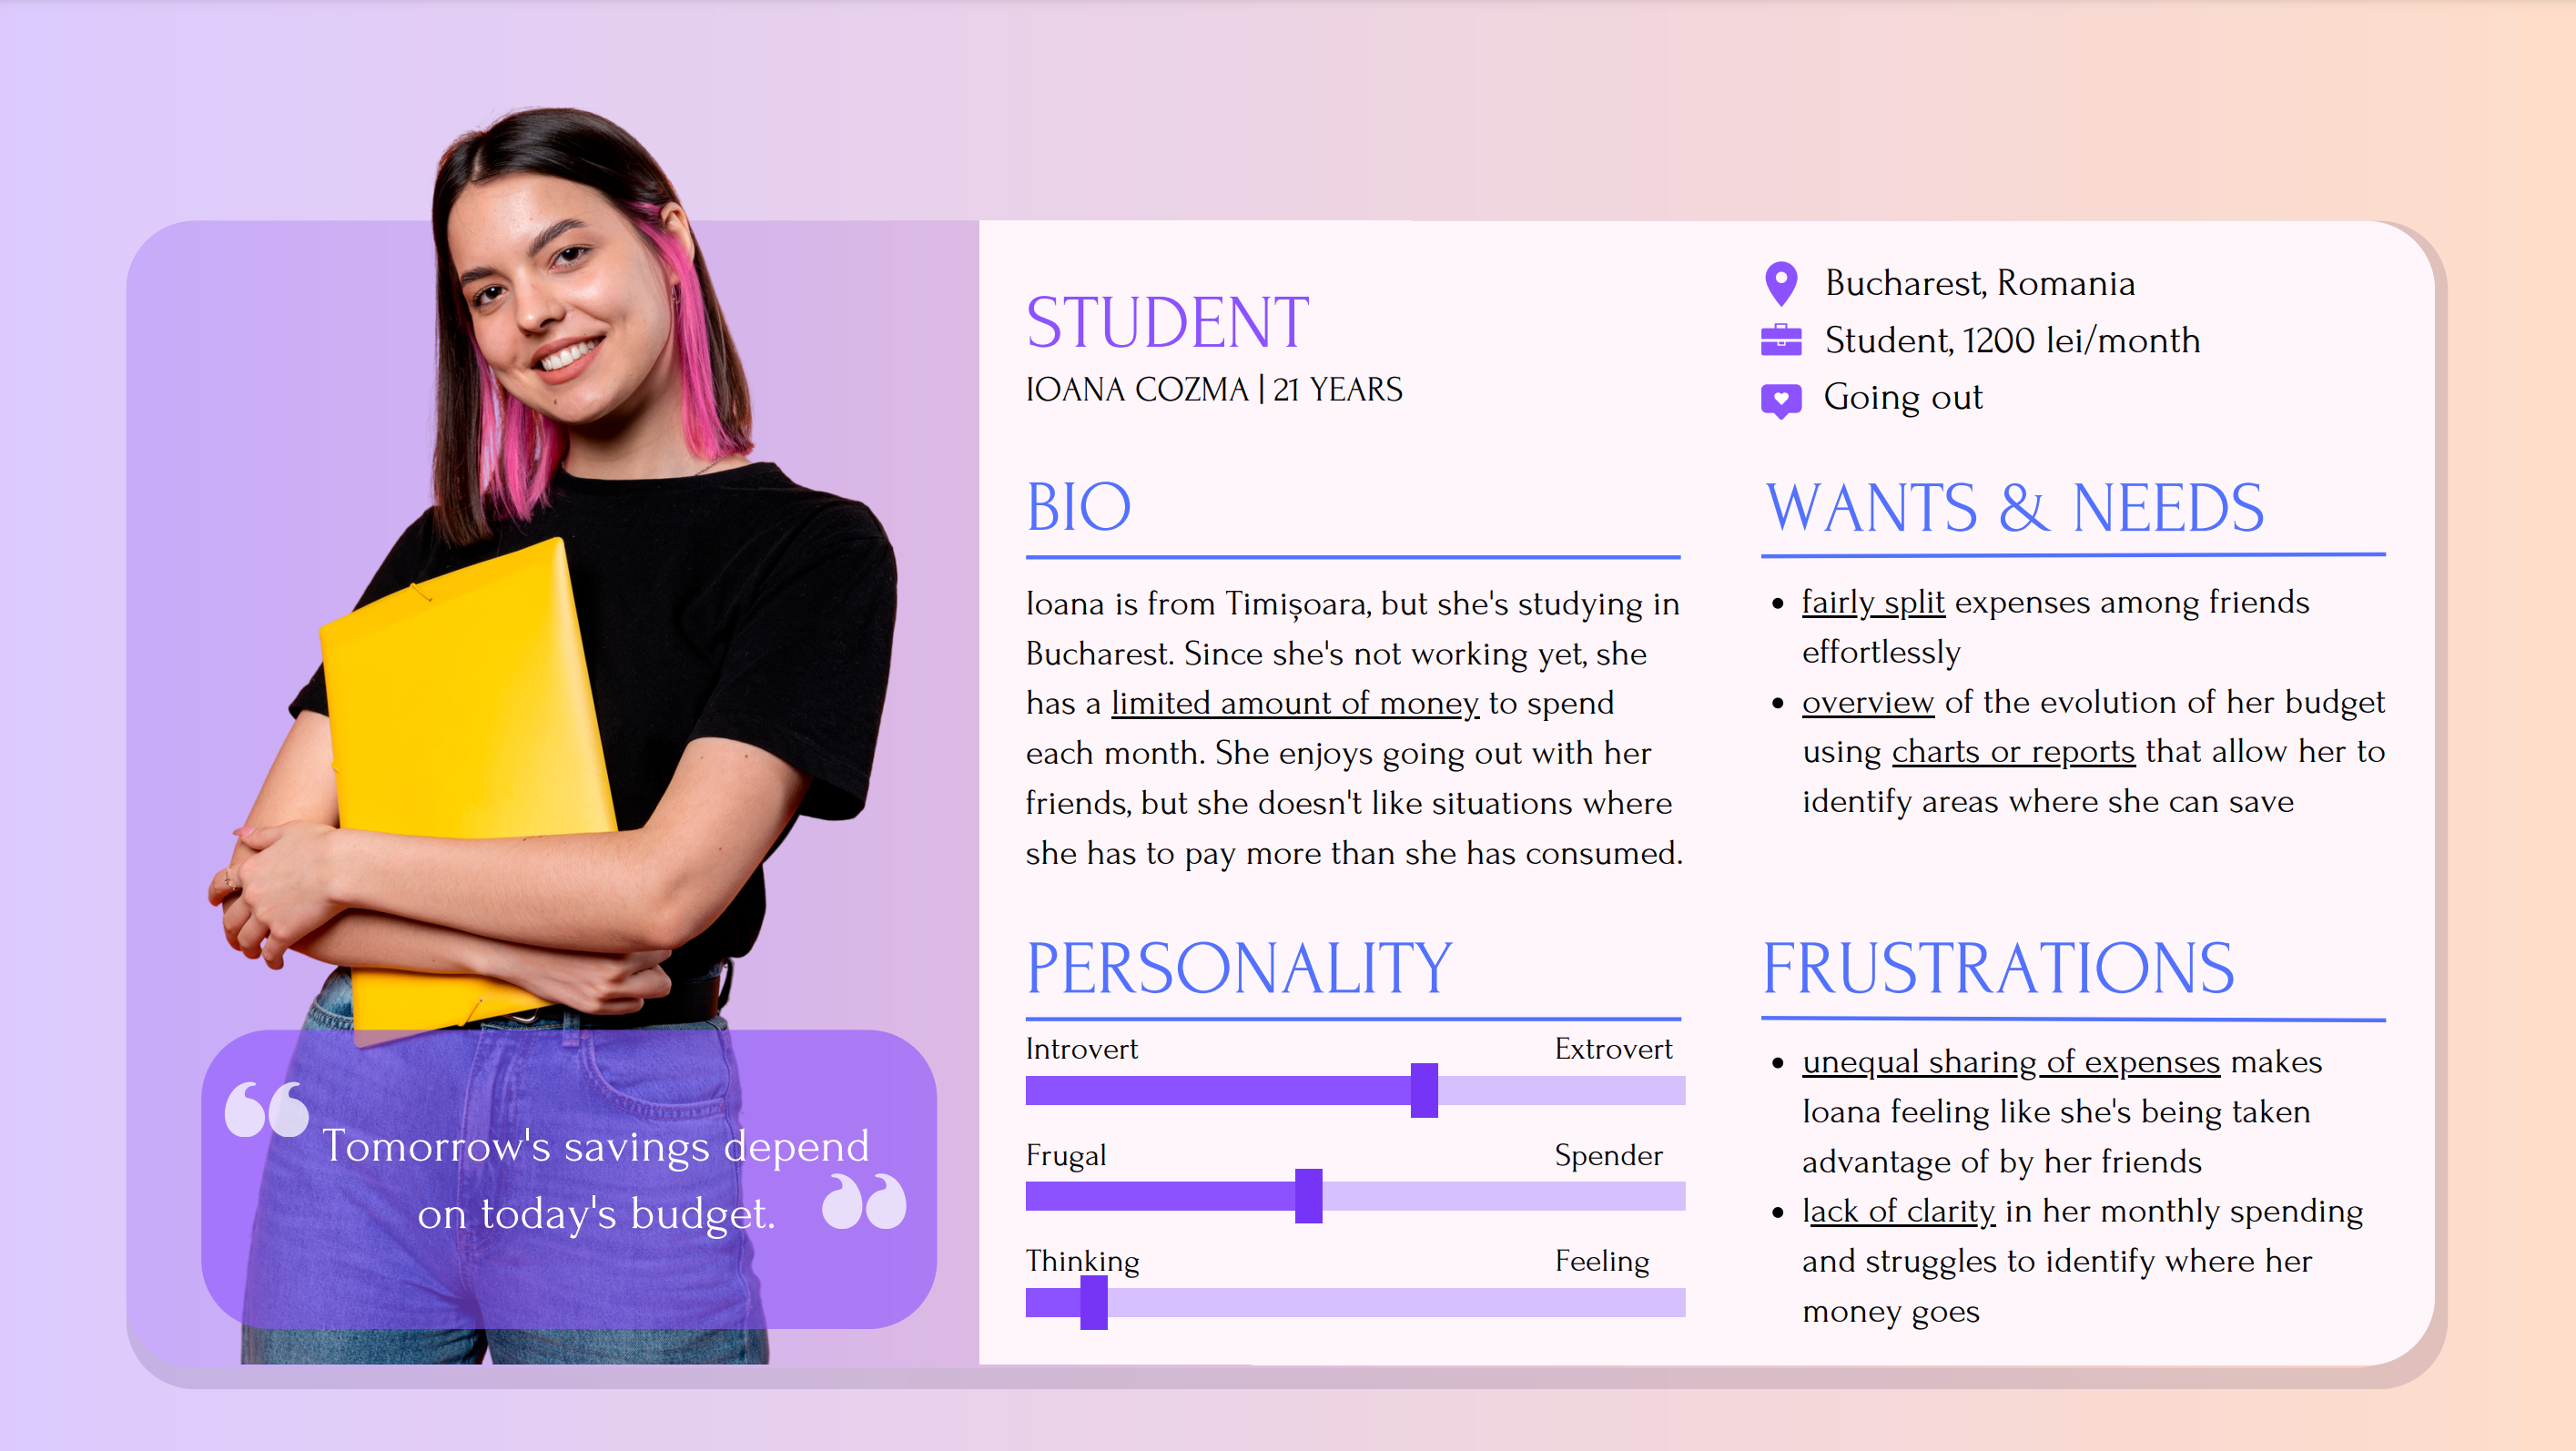 STUDENT
IOANA COZMA | 21 YEARS
Bucharest, Romania
Student, 1200 lei/month
Going out
BIO
Ioana is from Timișoara, but she's studying in
Bucharest. Since she's not working yet, she
has a limited amount of money to spend
each month. She enjoys going out with her
friends, but she doesn't like situations where
she has to pay more than she has consumed.
WANTS & NEEDS
• fairly split expenses among friends
effortlessly
• overview of the evolution of her budget
using charts or reports that allow her to
identify areas where she can save
PERSONALITY
Introvert Extrovert
Frugal Spender
Thinking Feeling
FRUSTRATIONS
• unequal sharing of expenses makes
Ioana feeling like she's being taken
advantage of by her friends
• lack of clarity in her monthly spending
and struggles to identify where her
money goes
“Tomorrow's savings depend
on today's budget.”